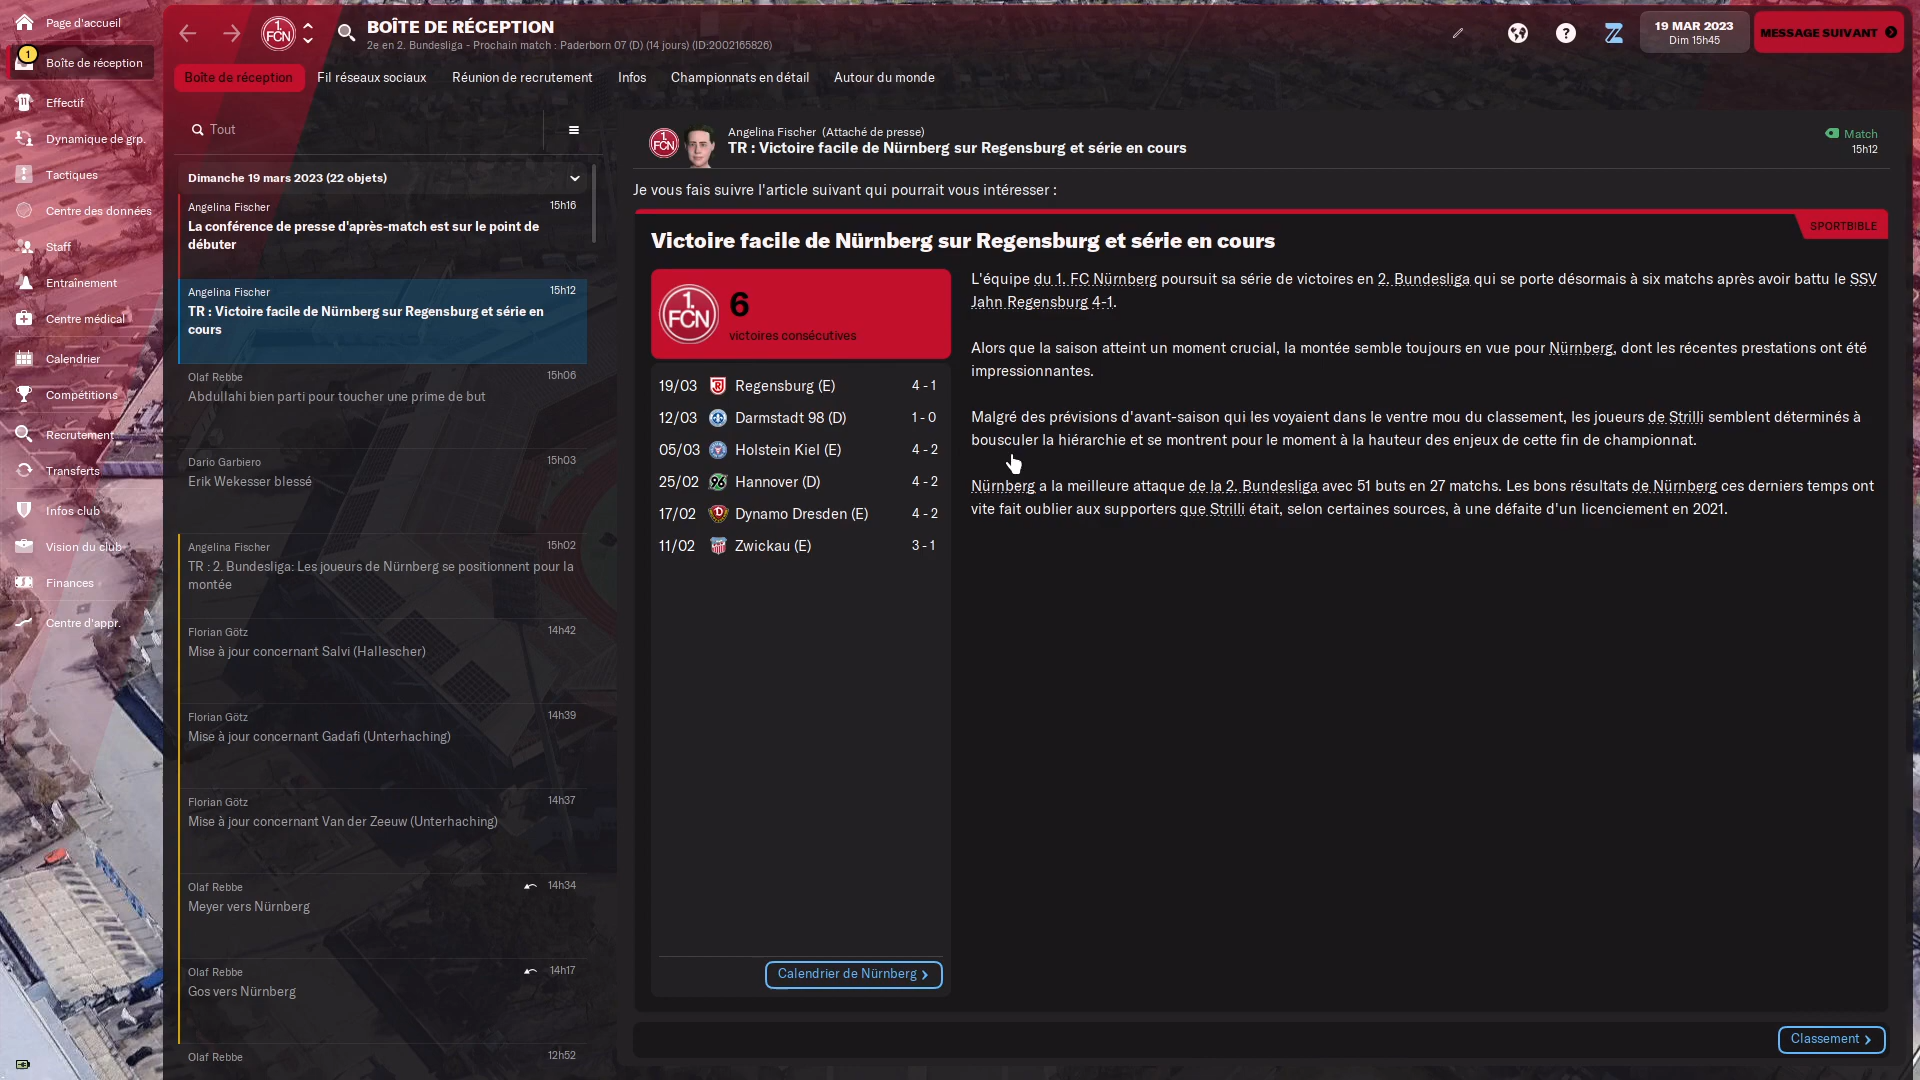 Page d'accueil
1
Boîte de réception
Effectif
Dynamique de grp.
Tactiques
Centre des données
Staff
Entraînement
Centre médical
Calendrier
Compétitions
Recrutement
Transferts
Infos club
Vision du club
Finances
Centre d'appr.
1.
FCN
BOÎTE DE RÉCEPTION
2e en 2. Bundesliga - Prochain match : Paderborn 07 (D) (14 jours) (ID:2002165826)
19 MAR 2023
Dim 15h45
MESSAGE SUIVANT
Boîte de réception
Fil réseaux sociaux
Réunion de recrutement
Infos
Championnats en détail
Autour du monde
Tout
Dimanche 19 mars 2023 (22 objets)
Angelina Fischer 15h16
La conférence de presse d'après-match est sur le point de
débuter
Angelina Fischer 15h12
TR : Victoire facile de Nürnberg sur Regensburg et série en
cours
Olaf Rebbe 15h06
Abdullahi bien parti pour toucher une prime de but
Dario Garbiero 15h03
Erik Wekesser blessé
Angelina Fischer 15h02
TR : 2. Bundesliga: Les joueurs de Nürnberg se positionnent pour la
montée
Florian Götz 14h42
Mise à jour concernant Salvi (Hallescher)
Florian Götz 14h39
Mise à jour concernant Gadafi (Unterhaching)
Florian Götz 14h37
Mise à jour concernant Van der Zeeuw (Unterhaching)
Olaf Rebbe 14h34
Meyer vers Nürnberg
Olaf Rebbe 14h17
Gos vers Nürnberg
Olaf Rebbe 12h52
1.
FCN
Angelina Fischer (Attaché de presse)
TR : Victoire facile de Nürnberg sur Regensburg et série en cours
Match
15h12
Je vous fais suivre l'article suivant qui pourrait vous intéresser :
SPORTBIBLE
Victoire facile de Nürnberg sur Regensburg et série en cours
1.
FCN
6
victoires consécutives
19/03 Regensburg (E) 4 - 1
12/03 Darmstadt 98 (D) 1 - 0
05/03 Holstein Kiel (E) 4 - 2
25/02 Hannover (D) 4 - 2
17/02 Dynamo Dresden (E) 4 - 2
11/02 Zwickau (E) 3 - 1
Calendrier de Nürnberg
L'équipe du 1. FC Nürnberg poursuit sa série de victoires en 2. Bundesliga qui se porte désormais à six matchs après avoir battu le SSV
Jahn Regensburg 4-1.
Alors que la saison atteint un moment crucial, la montée semble toujours en vue pour Nürnberg, dont les récentes prestations ont été
impressionnantes.
Malgré des prévisions d'avant-saison qui les voyaient dans le ventre mou du classement, les joueurs de Strilli semblent déterminés à
bousculer la hiérarchie et se montrent pour le moment à la hauteur des enjeux de cette fin de championnat.
Nürnberg a la meilleure attaque de la 2. Bundesliga avec 51 buts en 27 matchs. Les bons résultats de Nürnberg ces derniers temps ont
vite fait oublier aux supporters que Strilli était, selon certaines sources, à une défaite d'un licenciement en 2021.
Classement